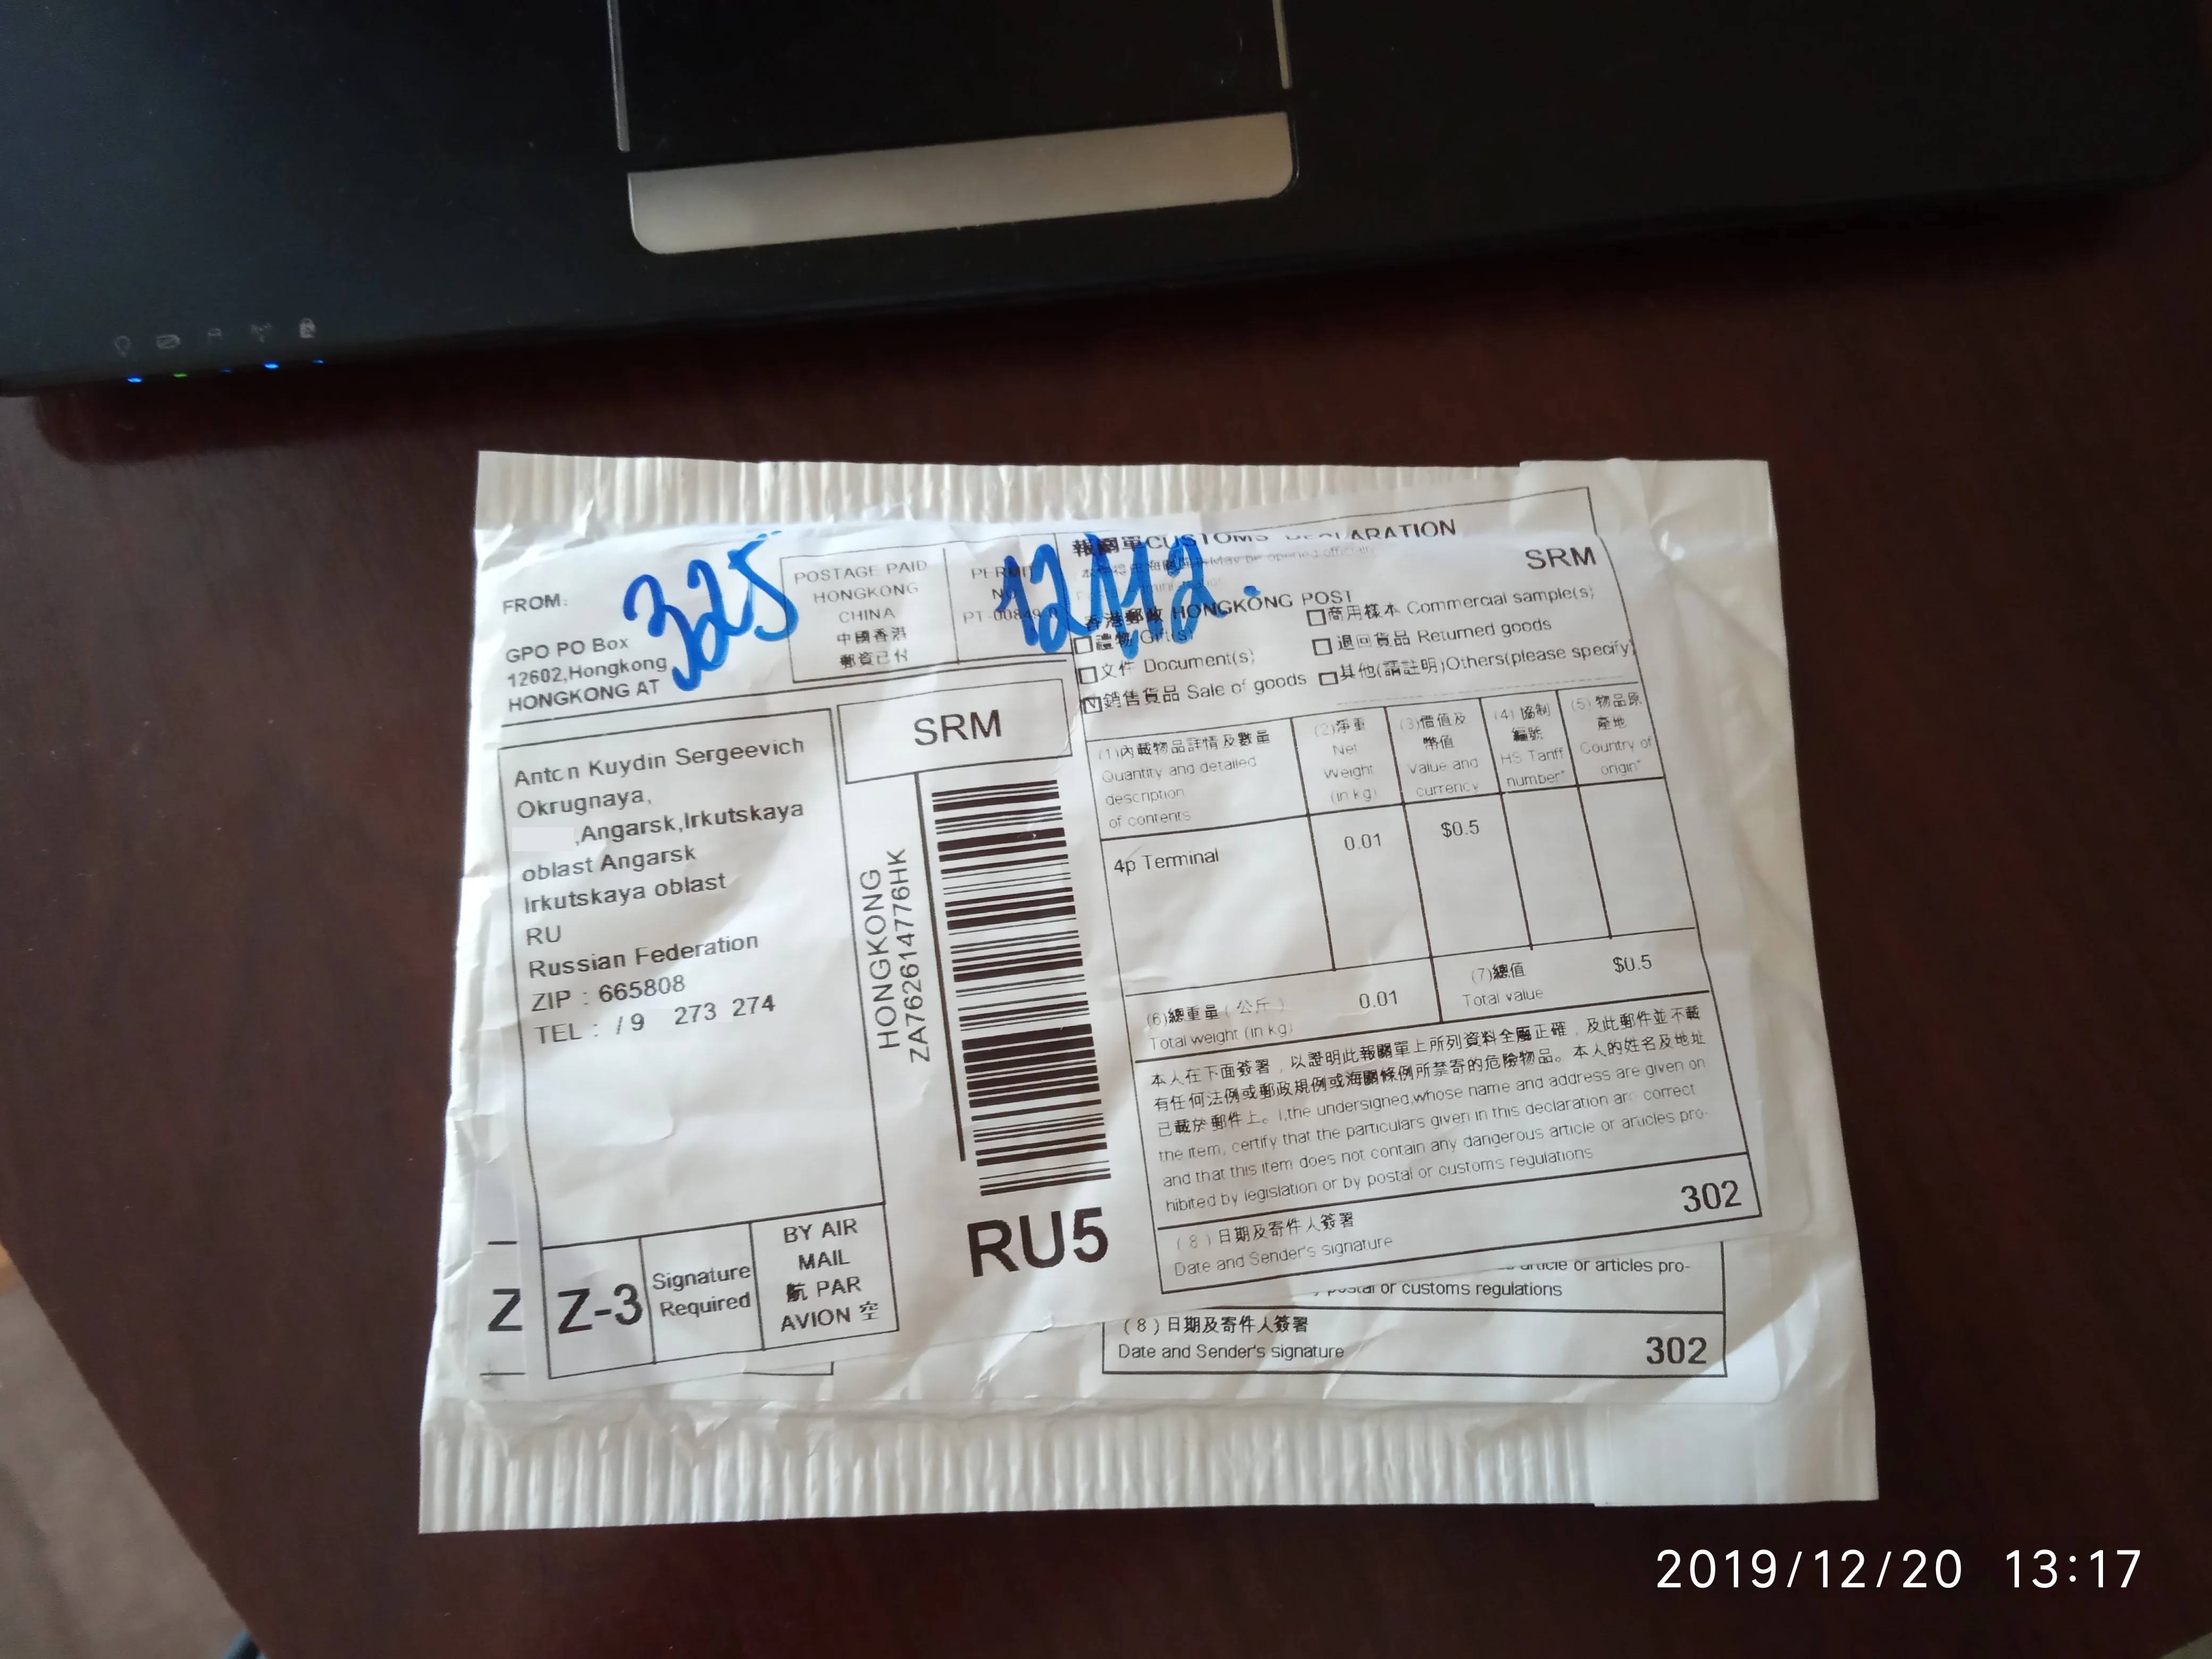 FROM:
GPO PO Box
12602,Hongkong
HONGKONG AT
325
POSTAGE PAID
HONGKONG
CHINA
中國香港
郵資已付
PERMIT
NO
PT-00849
報關單CUSTOMS DECLARATION
May be opened officially
SRM
香港郵政 HONGKONG POST
禮物 Gift(s)
文件 Document(s)
銷售貨品 Sale of goods
商用樣本 Commercial sample(s)
退回貨品 Returned goods
其他(請註明)Others(please specify)
Anton Kuydin Sergeevich
Okrugnaya,
,Angarsk,Irkutskaya
oblast Angarsk
Irkutskaya oblast
RU
Russian Federation
ZIP : 665808
TEL : /9 273 274
SRM
HONGKONG
ZA762614776HK
RU5
Z
Z-3
Signature
Required
BY AIR
MAIL
航 PAR
AVION 空
(1)內載物品詳情及數量
Quantity and detailed
description
of contents
(2)淨重
Net
Weight
(in kg)
(3)價值及
幣值
Value and
currency
(4) 協制
編號
HS Tariff
number*
(5) 物品原
產地
Country of
origin*
4p Terminal
0.01
$0.5
(6)總重量 ( 公斤 )
Total weight (in kg)
0.01
(7)總值
Total value
$0.5
本人在下面簽署 , 以證明此報關單上所列資料全屬正確 , 及此郵件並不載
有任何法例或郵政規例或海關條例所禁寄的危險物品。本人的姓名及地址
已載於郵件上。I,the undersigned,whose name and address are given on
the item, certify that the particulars given in this declaration are correct
and that this item does not contain any dangerous article or articles pro-
hibited by legislation or by postal or customs regulations
( 8 ) 日期及寄件人簽署
Date and Sender's signature
302
article or articles pro-
postal or customs regulations
( 8 ) 日期及寄件人簽署
Date and Sender's signature
302
2019/12/20 13:17